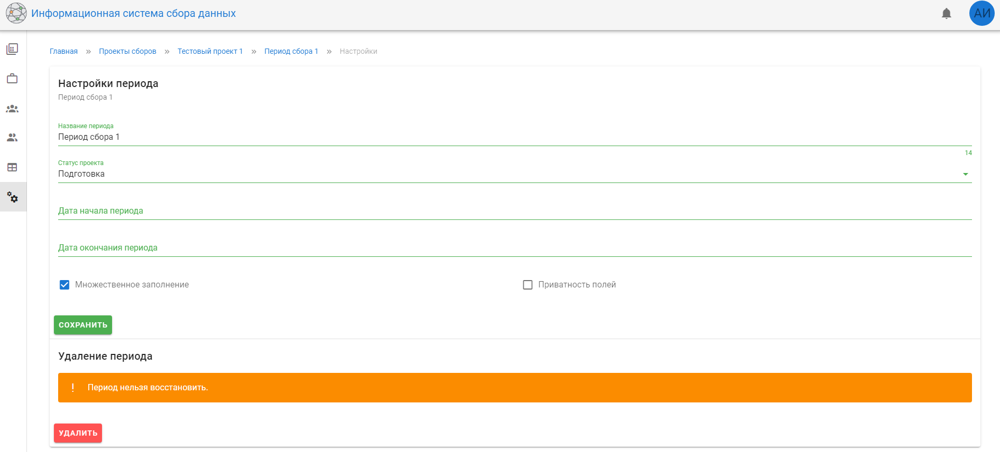 Информационная система сбора данных
АИ
Главная » Проекты сборов » Тестовый проект 1 » Период сбора 1 » Настройки
Настройки периода
Период сбора 1
Название периода
Период сбора 1
14
Статус проекта
Подготовка
Дата начала периода
Дата окончания периода
Множественное заполнение
Приватность полей
СОХРАНИТЬ
Удаление периода
! Период нельзя восстановить.
УДАЛИТЬ